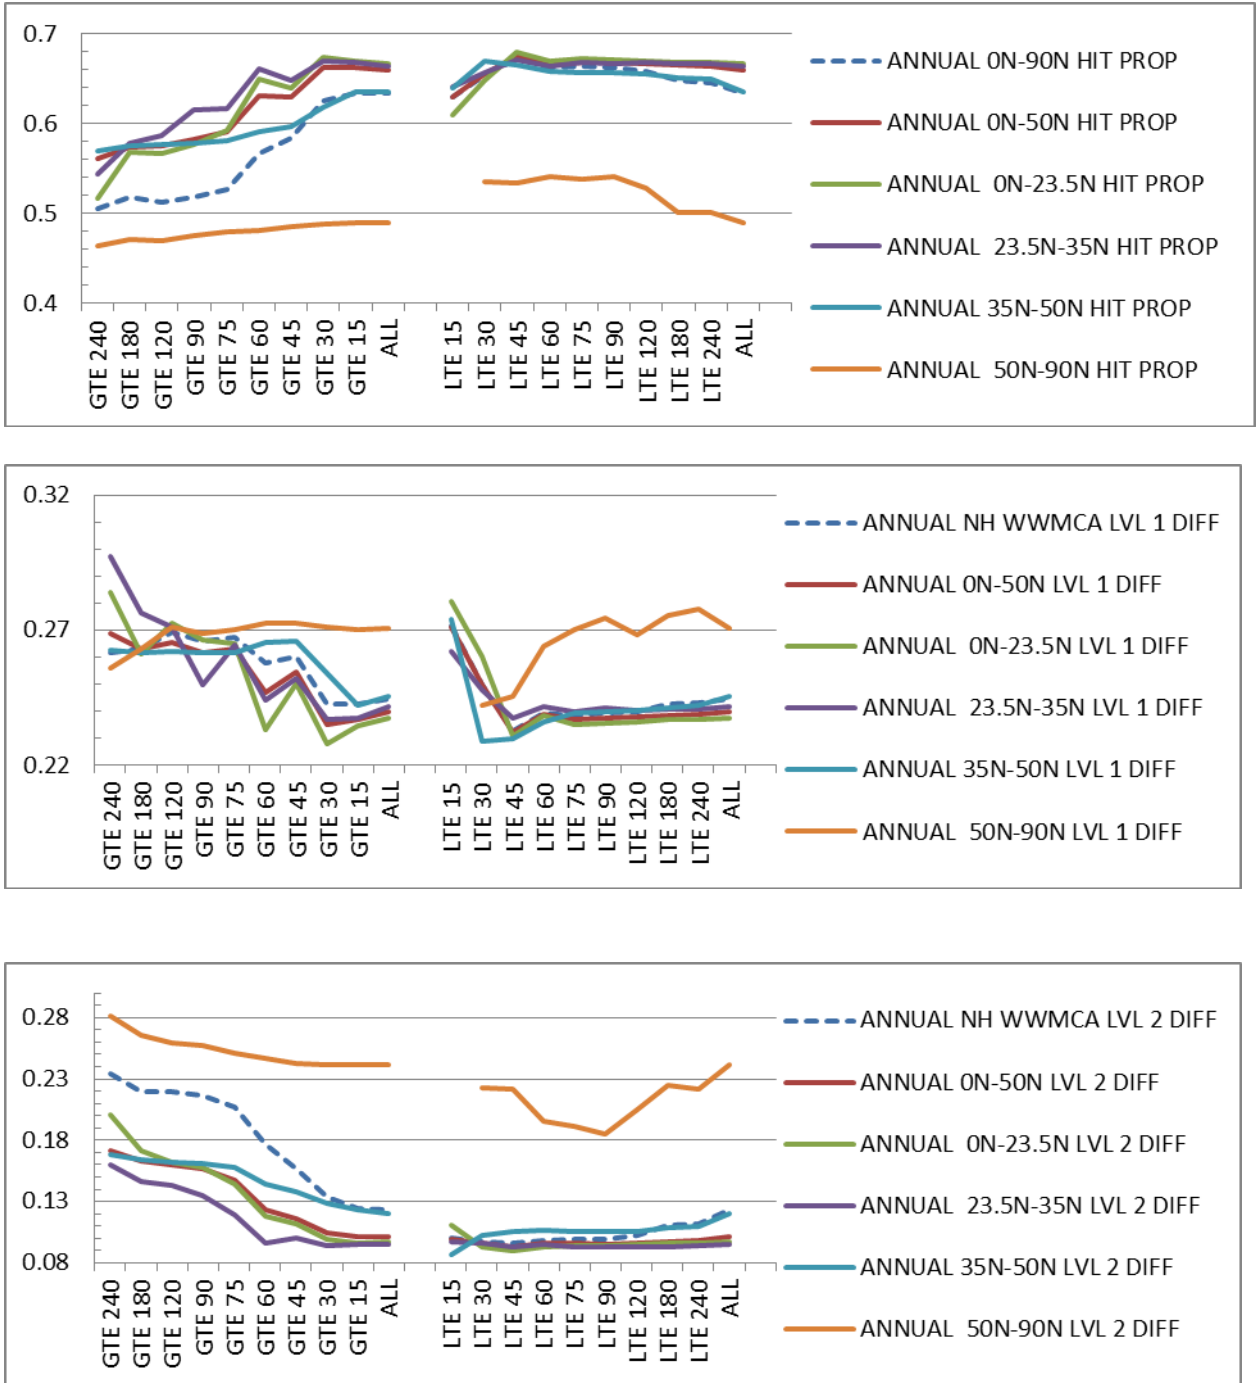 0.7
0.6
0.5
0.4
GTE 240
GTE 180
GTE 120
GTE 90
GTE 75
GTE 60
GTE 45
GTE 30
GTE 15
ALL
LTE 15
LTE 30
LTE 45
LTE 60
LTE 75
LTE 90
LTE 120
LTE 180
LTE 240
ALL
ANNUAL 0N-90N HIT PROP
ANNUAL 0N-50N HIT PROP
ANNUAL  0N-23.5N HIT PROP
ANNUAL  23.5N-35N HIT PROP
ANNUAL 35N-50N HIT PROP
ANNUAL  50N-90N HIT PROP
0.32
0.27
0.22
GTE 240
GTE 180
GTE 120
GTE 90
GTE 75
GTE 60
GTE 45
GTE 30
GTE 15
ALL
LTE 15
LTE 30
LTE 45
LTE 60
LTE 75
LTE 90
LTE 120
LTE 180
LTE 240
ALL
ANNUAL NH WWMCA LVL 1 DIFF
ANNUAL 0N-50N LVL 1 DIFF
ANNUAL  0N-23.5N LVL 1 DIFF
ANNUAL  23.5N-35N LVL 1 DIFF
ANNUAL 35N-50N LVL 1 DIFF
ANNUAL  50N-90N LVL 1 DIFF
0.28
0.23
0.18
0.13
0.08
GTE 240
GTE 180
GTE 120
GTE 90
GTE 75
GTE 60
GTE 45
GTE 30
GTE 15
ALL
LTE 15
LTE 30
LTE 45
LTE 60
LTE 75
LTE 90
LTE 120
LTE 180
LTE 240
ALL
ANNUAL NH WWMCA LVL 2 DIFF
ANNUAL 0N-50N LVL 2 DIFF
ANNUAL  0N-23.5N LVL 2 DIFF
ANNUAL  23.5N-35N LVL 2 DIFF
ANNUAL 35N-50N LVL 2 DIFF
ANNUAL  50N-90N LVL 2 DIFF